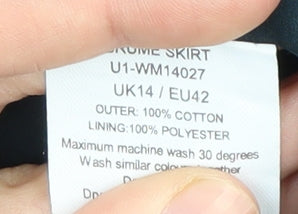 DRUME SKIRT
U1-WM14027
UK14 / EU42
OUTER: 100% COTTON
LINING:100% POLYESTER
Maximum machine wash 30 degrees
Wash similar colours together